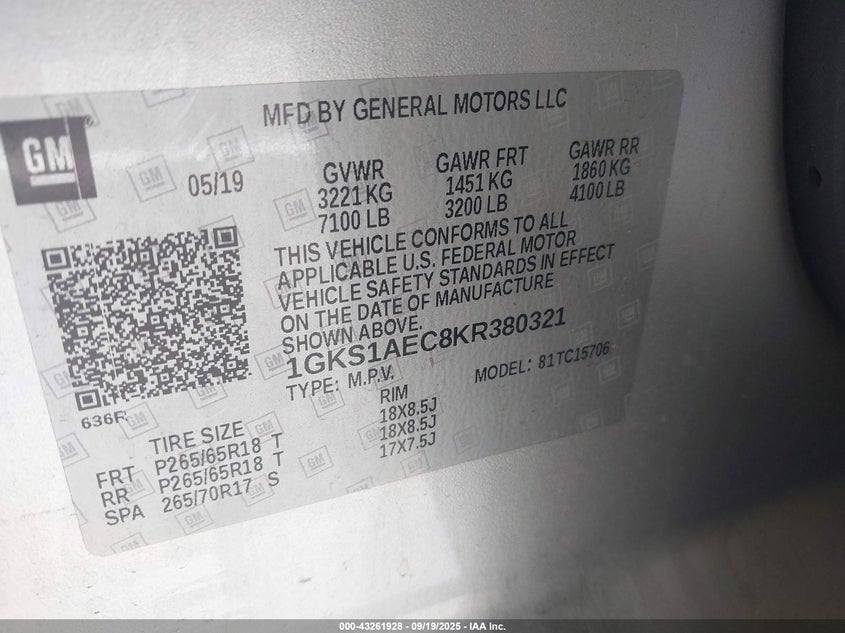 MFD BY GENERAL MOTORS LLC
GM
05/19
GVWR
3221 KG
7100 LB
GAWR FRT
1451 KG
3200 LB
GAWR RR
1860 KG
4100 LB
THIS VEHICLE CONFORMS TO ALL
APPLICABLE U.S. FEDERAL MOTOR
VEHICLE SAFETY STANDARDS IN EFFECT
ON THE DATE OF MANUFACTURE
SHOWN ABOVE.
1GKS1AEC8KR380321
TYPE: M.P.V. MODEL: 81TC15706
636R
TIRE SIZE RIM
FRT P265/65R18 T 18X8.5J
RR P265/65R18 T 18X8.5J
SPA 265/70R17 S 17X7.5J
000-43261928 - 09/19/2025 - IAA Inc.